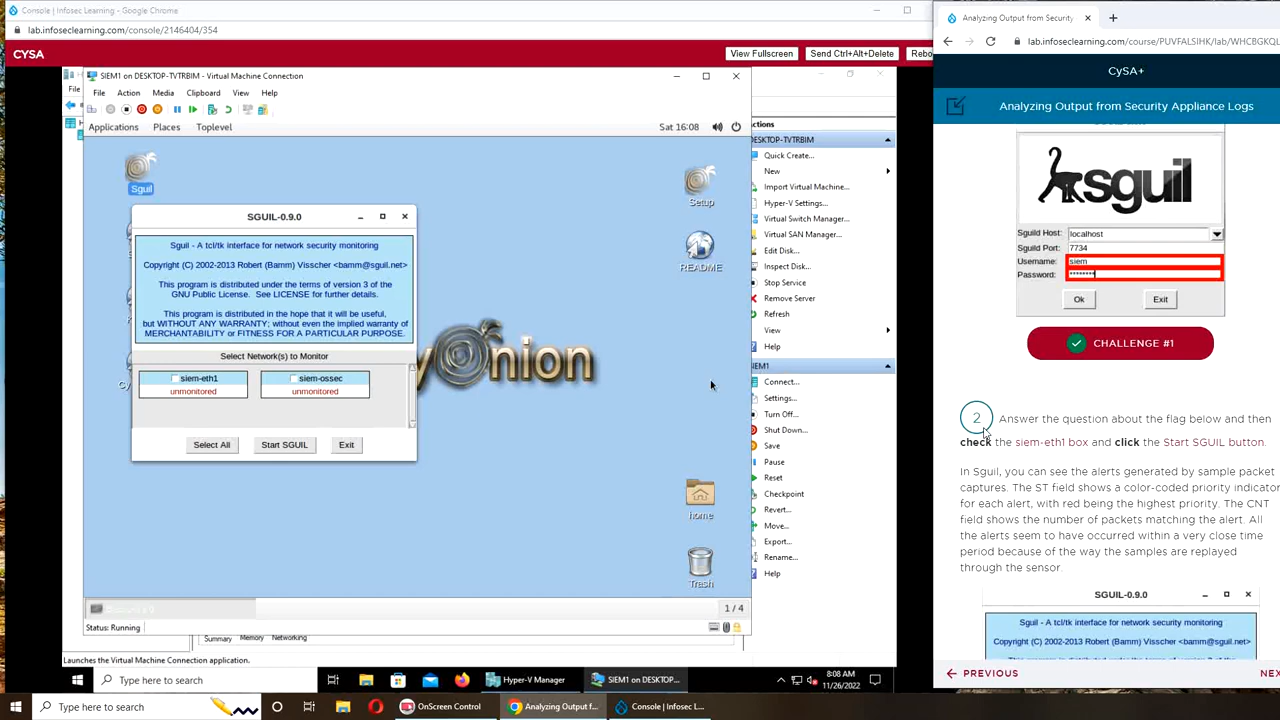 Console | Infosec Learning - Google Chrome
lab.infoseclearning.com/console/2146404/354
CYSA
View Fullscreen
Send Ctrl+Alt+Delete
Rebo
SIEM1 on DESKTOP-TVTRBIM - Virtual Machine Connection
File
File Action Media Clipboard View Help
Applications Places Toplevel
Sat 16:08
Sguil
Setup
README
home
Trash
SGUIL-0.9.0
Sguil - A tcl/tk interface for network security monitoring
Copyright (C) 2002-2013 Robert (Bamm) Visscher <bamm@sguil.net>
This program is distributed under the terms of version 3 of the
GNU Public License. See LICENSE for further details.
This program is distributed in the hope that it will be useful,
but WITHOUT ANY WARRANTY; without even the implied warranty of
MERCHANTABILITY or FITNESS FOR A PARTICULAR PURPOSE.
Select Network(s) to Monitor
siem-eth1
unmonitored
siem-ossec
unmonitored
Select All
Start SGUIL
Exit
y nion
Cy
1 / 4
Status: Running
ctions
DESKTOP-TVTRBIM
Quick Create...
New
Import Virtual Machine...
Hyper-V Settings...
Virtual Switch Manager...
Virtual SAN Manager...
Edit Disk...
Inspect Disk...
Stop Service
Remove Server
Refresh
View
Help
SIEM1
Connect...
Settings...
Turn Off...
Shut Down...
Save
Pause
Reset
Checkpoint
Revert...
Move...
Export...
Rename...
Help
Summary Memory Networking
Launches the Virtual Machine Connection application.
Type here to search
Hyper-V Manager
SIEM1 on DESKTOP...
8:08 AM
11/26/2022
Type here to search
OnScreen Control
Analyzing Output f...
Console | Infosec L...
Analyzing Output from Security
lab.infoseclearning.com/course/PUVFALSIHK/lab/WHCBGKQL
CySA+
Analyzing Output from Security Appliance Logs
sguil
Sguild Host: localhost
Sguild Port: 7734
Username: siem
Password: ********
Ok
Exit
CHALLENGE #1
2 Answer the question about the flag below and then
check the siem-eth1 box and click the Start SGUIL button.
In Sguil, you can see the alerts generated by sample packet
captures. The ST field shows a color-coded priority indicator
for each alert, with red being the highest priority. The CNT
field shows the number of packets matching the alert. All
the alerts seem to have occurred within a very close time
period because of the way the samples are replayed
through the sensor.
SGUIL-0.9.0
Sguil - A tcl/tk interface for network security monitoring
Copyright (C) 2002-2013 Robert (Bamm) Visscher <bamm@sguil.net>
PREVIOUS
NE